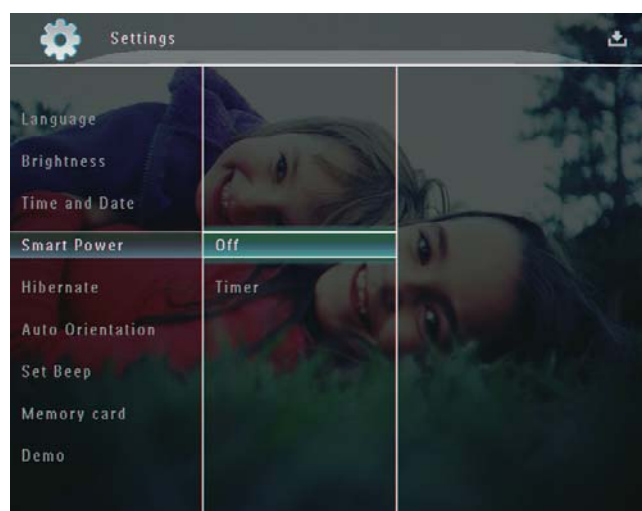 Settings
Language
Brightness
Time and Date
Smart Power
Off
Hibernate
Timer
Auto Orientation
Set Beep
Memory card
Demo